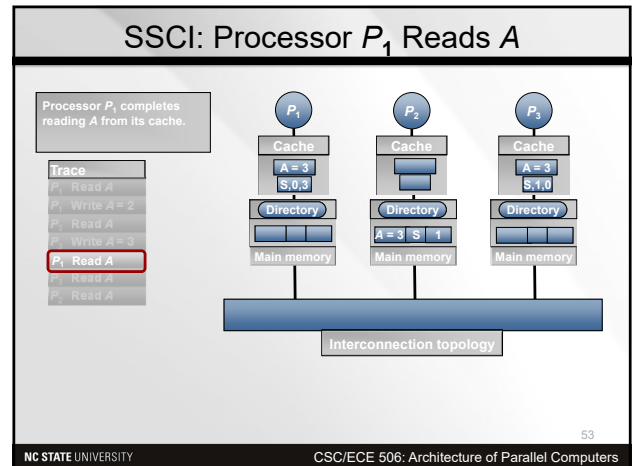 SSCI: Processor P₁ Reads A
Processor P₁ completes
reading A from its cache.
Trace
P₁ Read A
P₁ Write A = 2
Read A
Write A = 3
P₁ Read A
Read A
P₂ Read A
P₁
P₂
P₃
Cache
Cache
Cache
A = 3
A = 3
S,0,3
S,1,0
Directory
Directory
Directory
A = 3 S 1
Main memory
Main memory
Main memory
Interconnection topology
53
NC STATE UNIVERSITY
CSC/ECE 506: Architecture of Parallel Computers